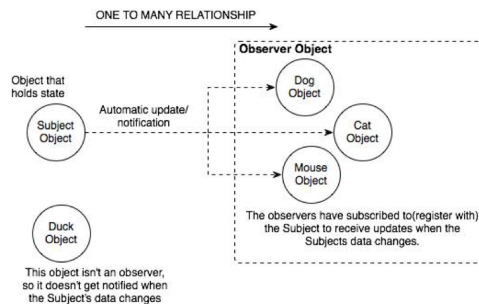 ONE TO MANY RELATIONSHIP
Observer Object
Object that
holds state
Dog
Object
Automatic update/
notification
Subject
Object
Cat
Object
Mouse
Object
The observers have subscribed to(register with)
the Subject to receive updates when the
Subjects data changes.
Duck
Object
This object isn't an observer,
so it doesn't get notified when
the Subject's data changes